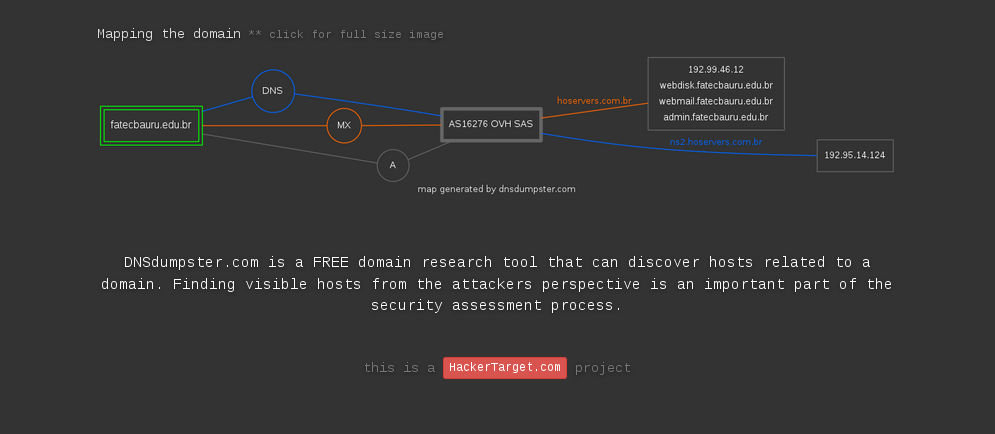 Mapping the domain ** click for full size image
192.99.46.12
DNS
webdisk.fatecbauru.edu.br
hoservers.com.br
webmail.fatecbauru.edu.br
admin.fatecbauru.edu.br
fatecbauru.edu.br
MX
AS16276 OVH SAS
ns2.hoservers.com.br
192.95.14.124
A
map generated by dnsdumpster.com
DNSdumpster.com is a FREE domain research tool that can discover hosts related to a
domain. Finding visible hosts from the attackers perspective is an important part of the
security assessment process.
this is a HackerTarget.com project